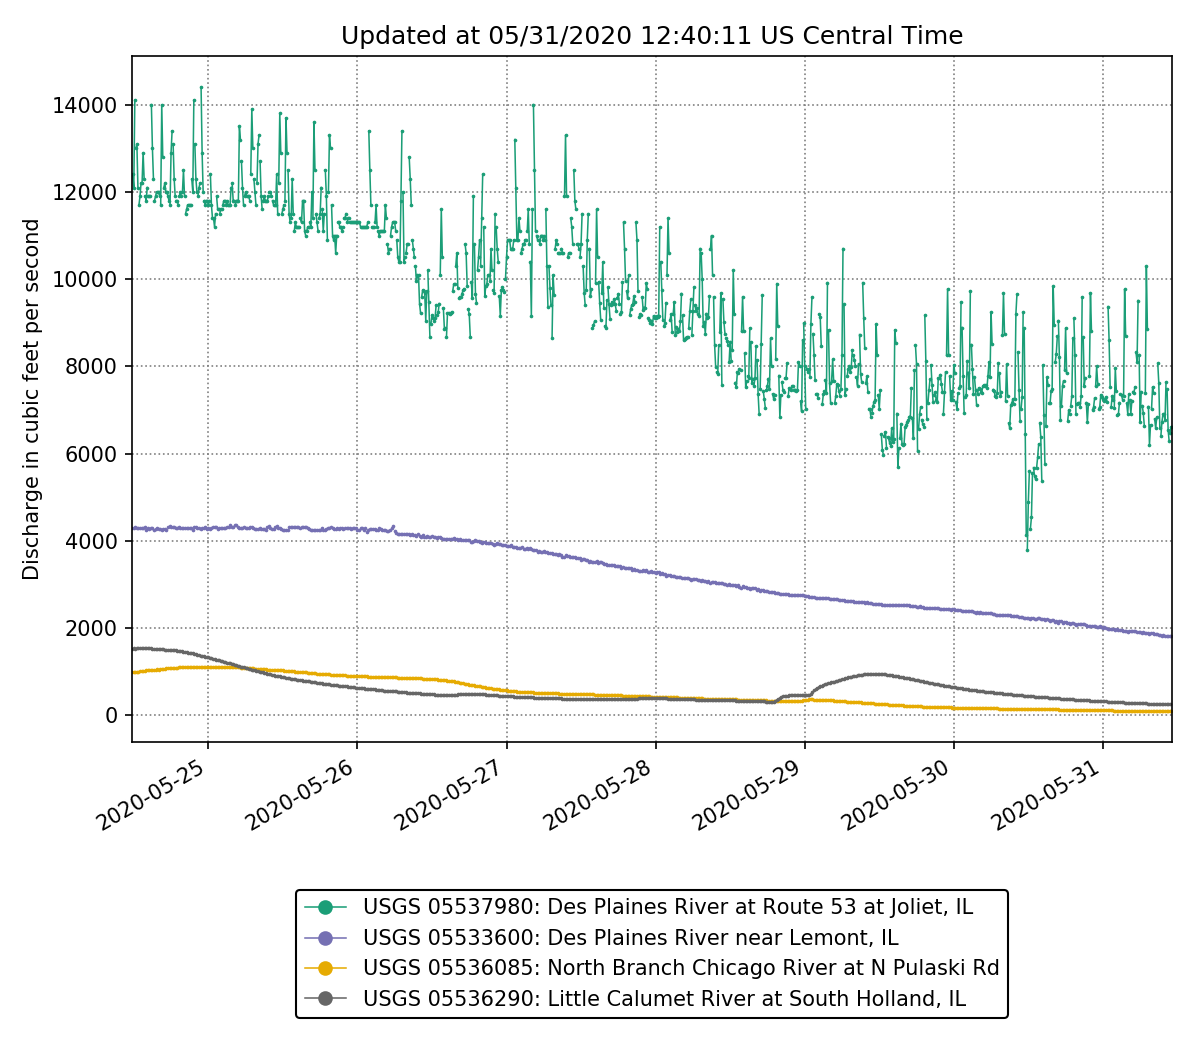 Updated at 05/31/2020 12:40:11 US Central Time
Discharge in cubic feet per second
14000
12000
10000
8000
6000
4000
2000
0
2020-05-25
2020-05-26
2020-05-27
2020-05-28
2020-05-29
2020-05-30
2020-05-31
USGS 05537980: Des Plaines River at Route 53 at Joliet, IL
USGS 05533600: Des Plaines River near Lemont, IL
USGS 05536085: North Branch Chicago River at N Pulaski Rd
USGS 05536290: Little Calumet River at South Holland, IL